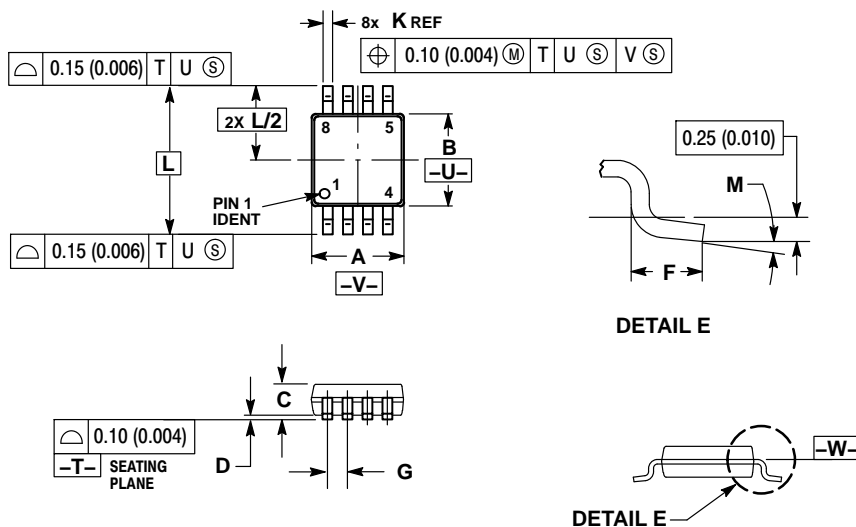 8x K REF
⌖ 0.10 (0.004) Ⓜ T U Ⓢ V Ⓢ
⌓ 0.15 (0.006) T U Ⓢ
2X L/2
L
8 5
1 4
PIN 1
IDENT
B
–U–
⌓ 0.15 (0.006) T U Ⓢ
A
–V–
0.25 (0.010)
M
F
DETAIL E
C
⌓ 0.10 (0.004)
–T– SEATING
PLANE
D
G
–W–
DETAIL E